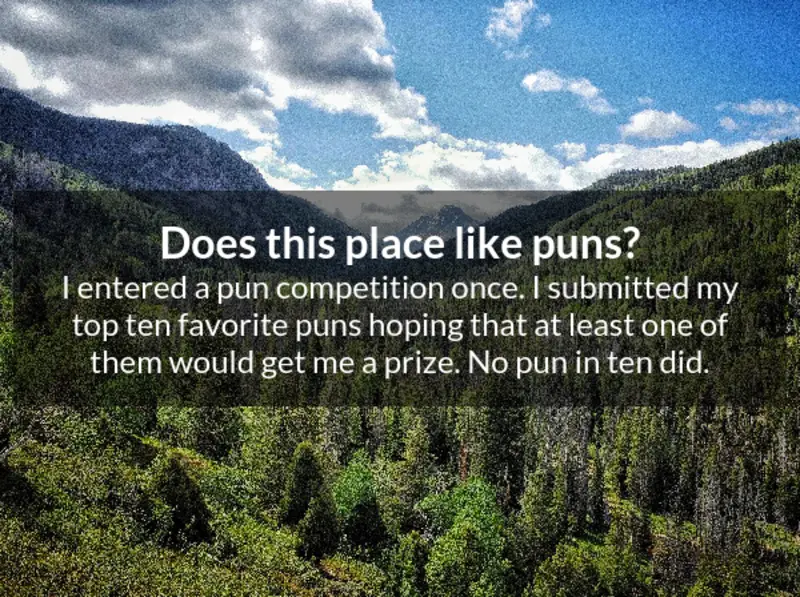 Does this place like puns?
I entered a pun competition once. I submitted my
top ten favorite puns hoping that at least one of
them would get me a prize. No pun in ten did.